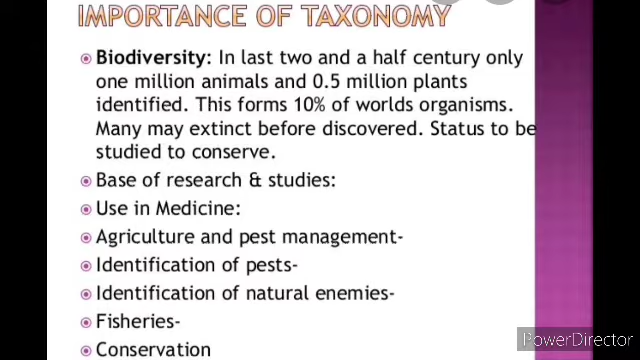 IMPORTANCE OF TAXONOMY
Biodiversity: In last two and a half century only
one million animals and 0.5 million plants
identified. This forms 10% of worlds organisms.
Many may extinct before discovered. Status to be
studied to conserve.
Base of research & studies:
Use in Medicine:
Agriculture and pest management-
Identification of pests-
Identification of natural enemies-
Fisheries-
Conservation
PowerDirector